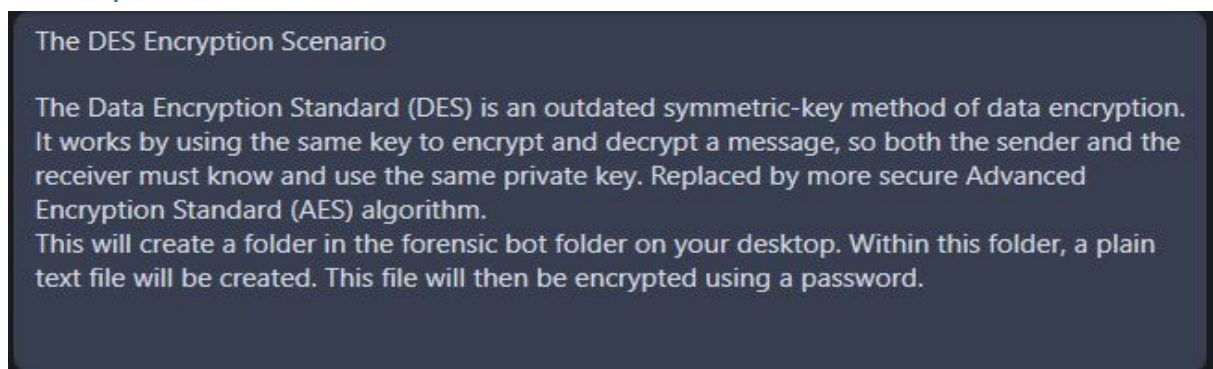 The DES Encryption Scenario
The Data Encryption Standard (DES) is an outdated symmetric-key method of data encryption.
It works by using the same key to encrypt and decrypt a message, so both the sender and the
receiver must know and use the same private key. Replaced by more secure Advanced
Encryption Standard (AES) algorithm.
This will create a folder in the forensic bot folder on your desktop. Within this folder, a plain
text file will be created. This file will then be encrypted using a password.